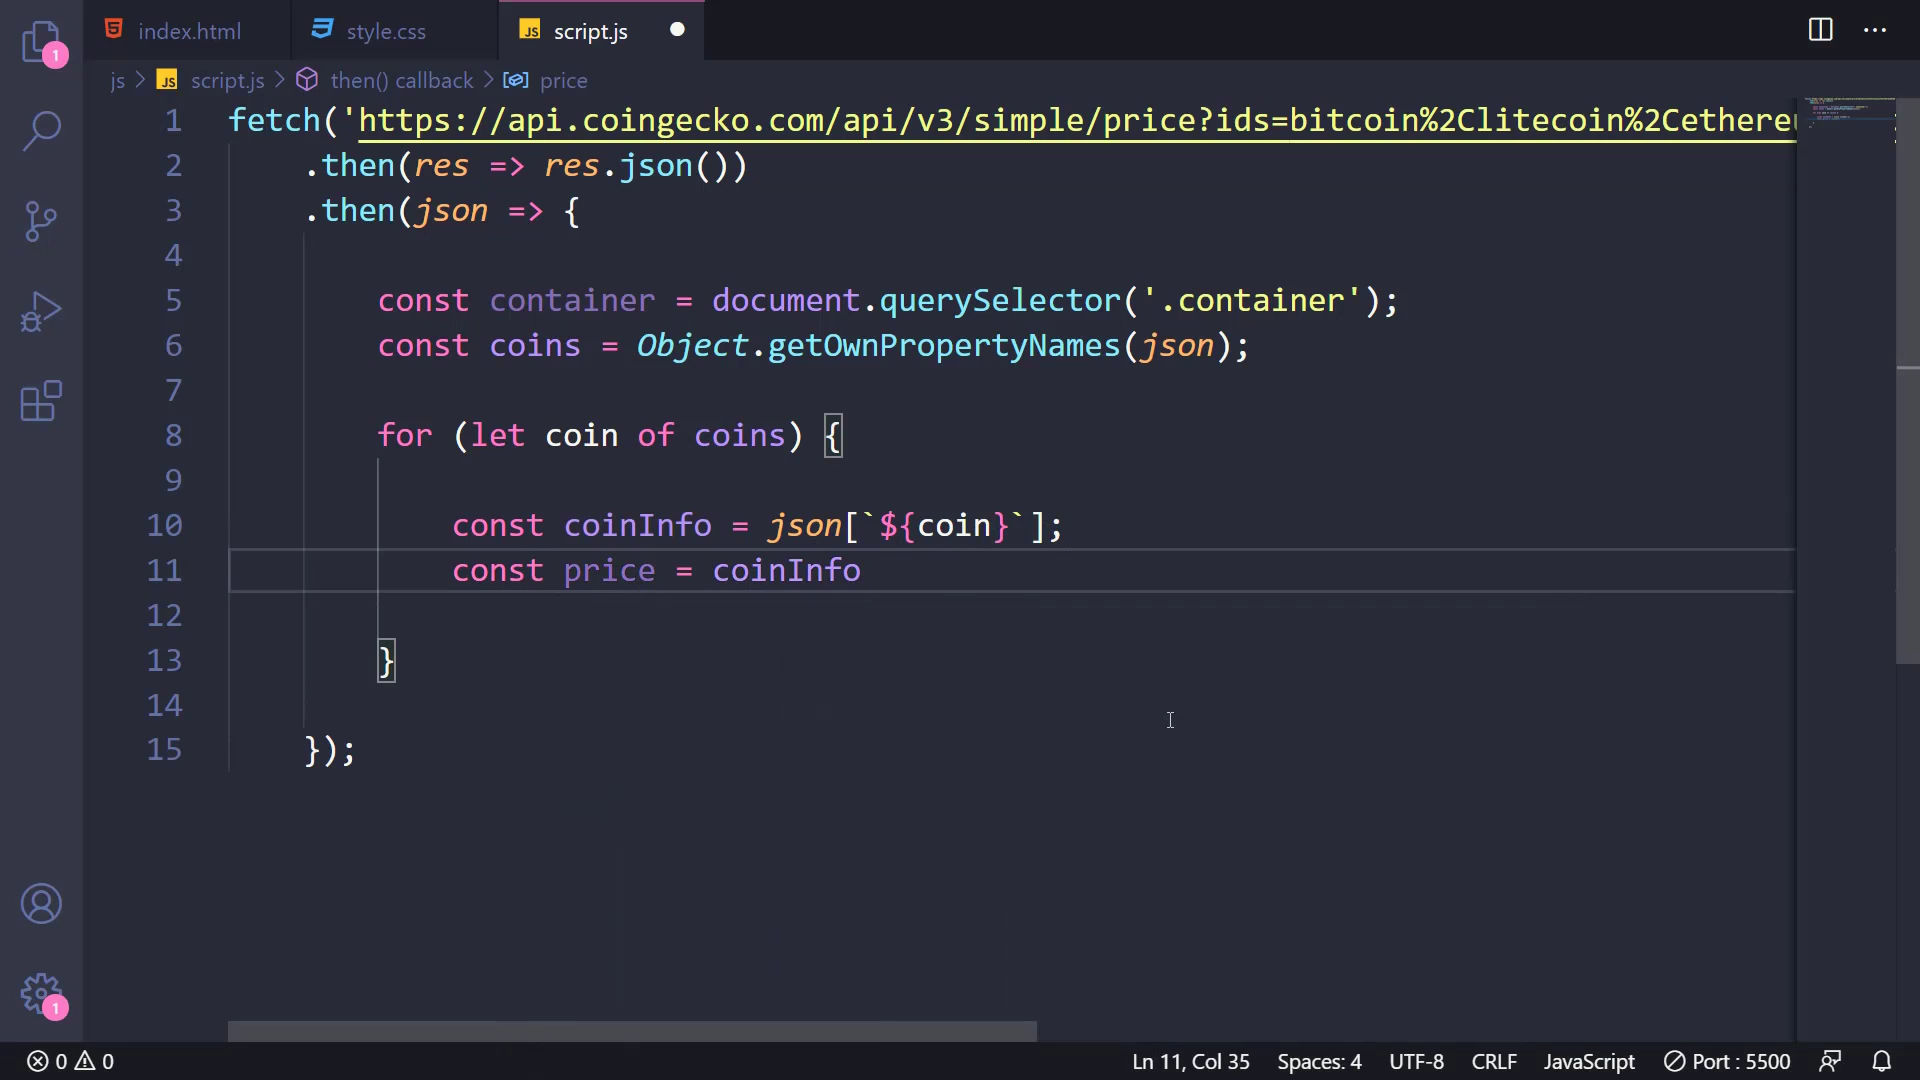 index.html style.css script.js
js > script.js > then() callback > price
1 fetch('https://api.coingecko.com/api/v3/simple/price?ids=bitcoin%2Clitecoin%2Cethereu
2 .then(res => res.json())
3 .then(json => {
4
5 const container = document.querySelector('.container');
6 const coins = Object.getOwnPropertyNames(json);
7
8 for (let coin of coins) {
9
10 const coinInfo = json[`${coin}`];
11 const price = coinInfo
12
13 }
14
15 });
1
1
0 0 Ln 11, Col 35 Spaces: 4 UTF-8 CRLF JavaScript Port : 5500